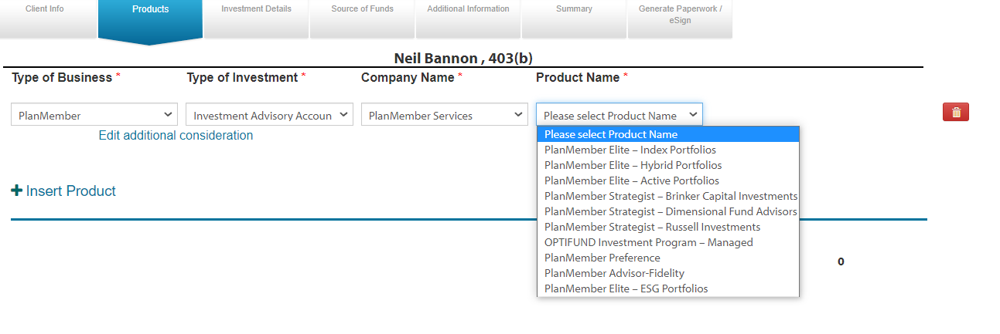 Client Info
Products
Investment Details
Source of Funds
Additional Information
Summary
Generate Paperwork /
eSign
Neil Bannon , 403(b)
Type of Business *
Type of Investment *
Company Name *
Product Name *
PlanMember
Investment Advisory Accoun
PlanMember Services
Please select Product Name
Edit additional consideration
Please select Product Name
PlanMember Elite – Index Portfolios
PlanMember Elite – Hybrid Portfolios
PlanMember Elite – Active Portfolios
PlanMember Strategist – Brinker Capital Investments
PlanMember Strategist – Dimensional Fund Advisors
PlanMember Strategist – Russell Investments
OPTIFUND Investment Program – Managed
PlanMember Preference
PlanMember Advisor-Fidelity
PlanMember Elite – ESG Portfolios
+ Insert Product
0